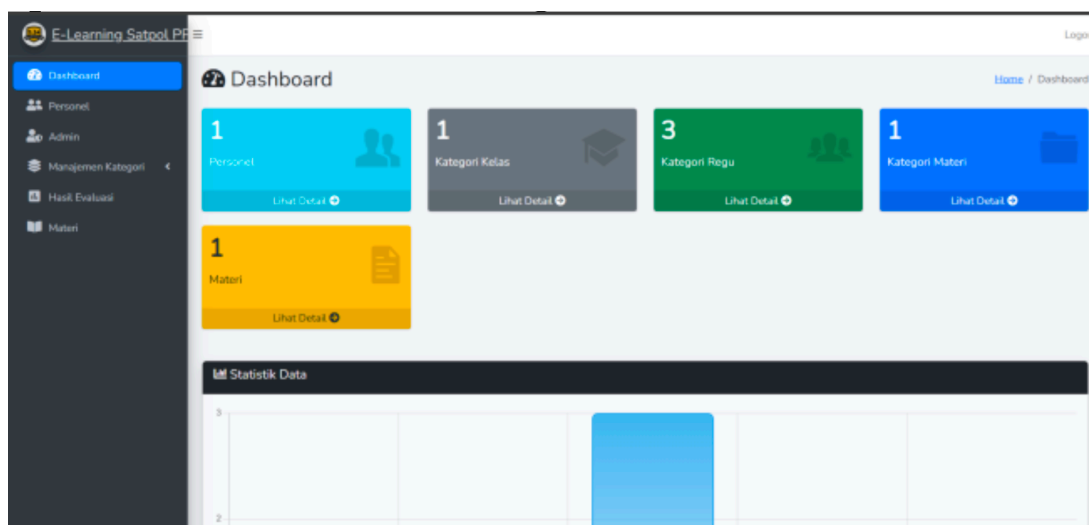 E-Learning Satpol PP
Logo
Dashboard
Personel
Admin
Manajemen Kategori
Hasil Evaluasi
Materi
Dashboard
Home / Dashboard
1
Personel
Lihat Detail
1
Kategori Kelas
Lihat Detail
3
Kategori Regu
Lihat Detail
1
Kategori Materi
Lihat Detail
1
Materi
Lihat Detail
Statistik Data
3
2